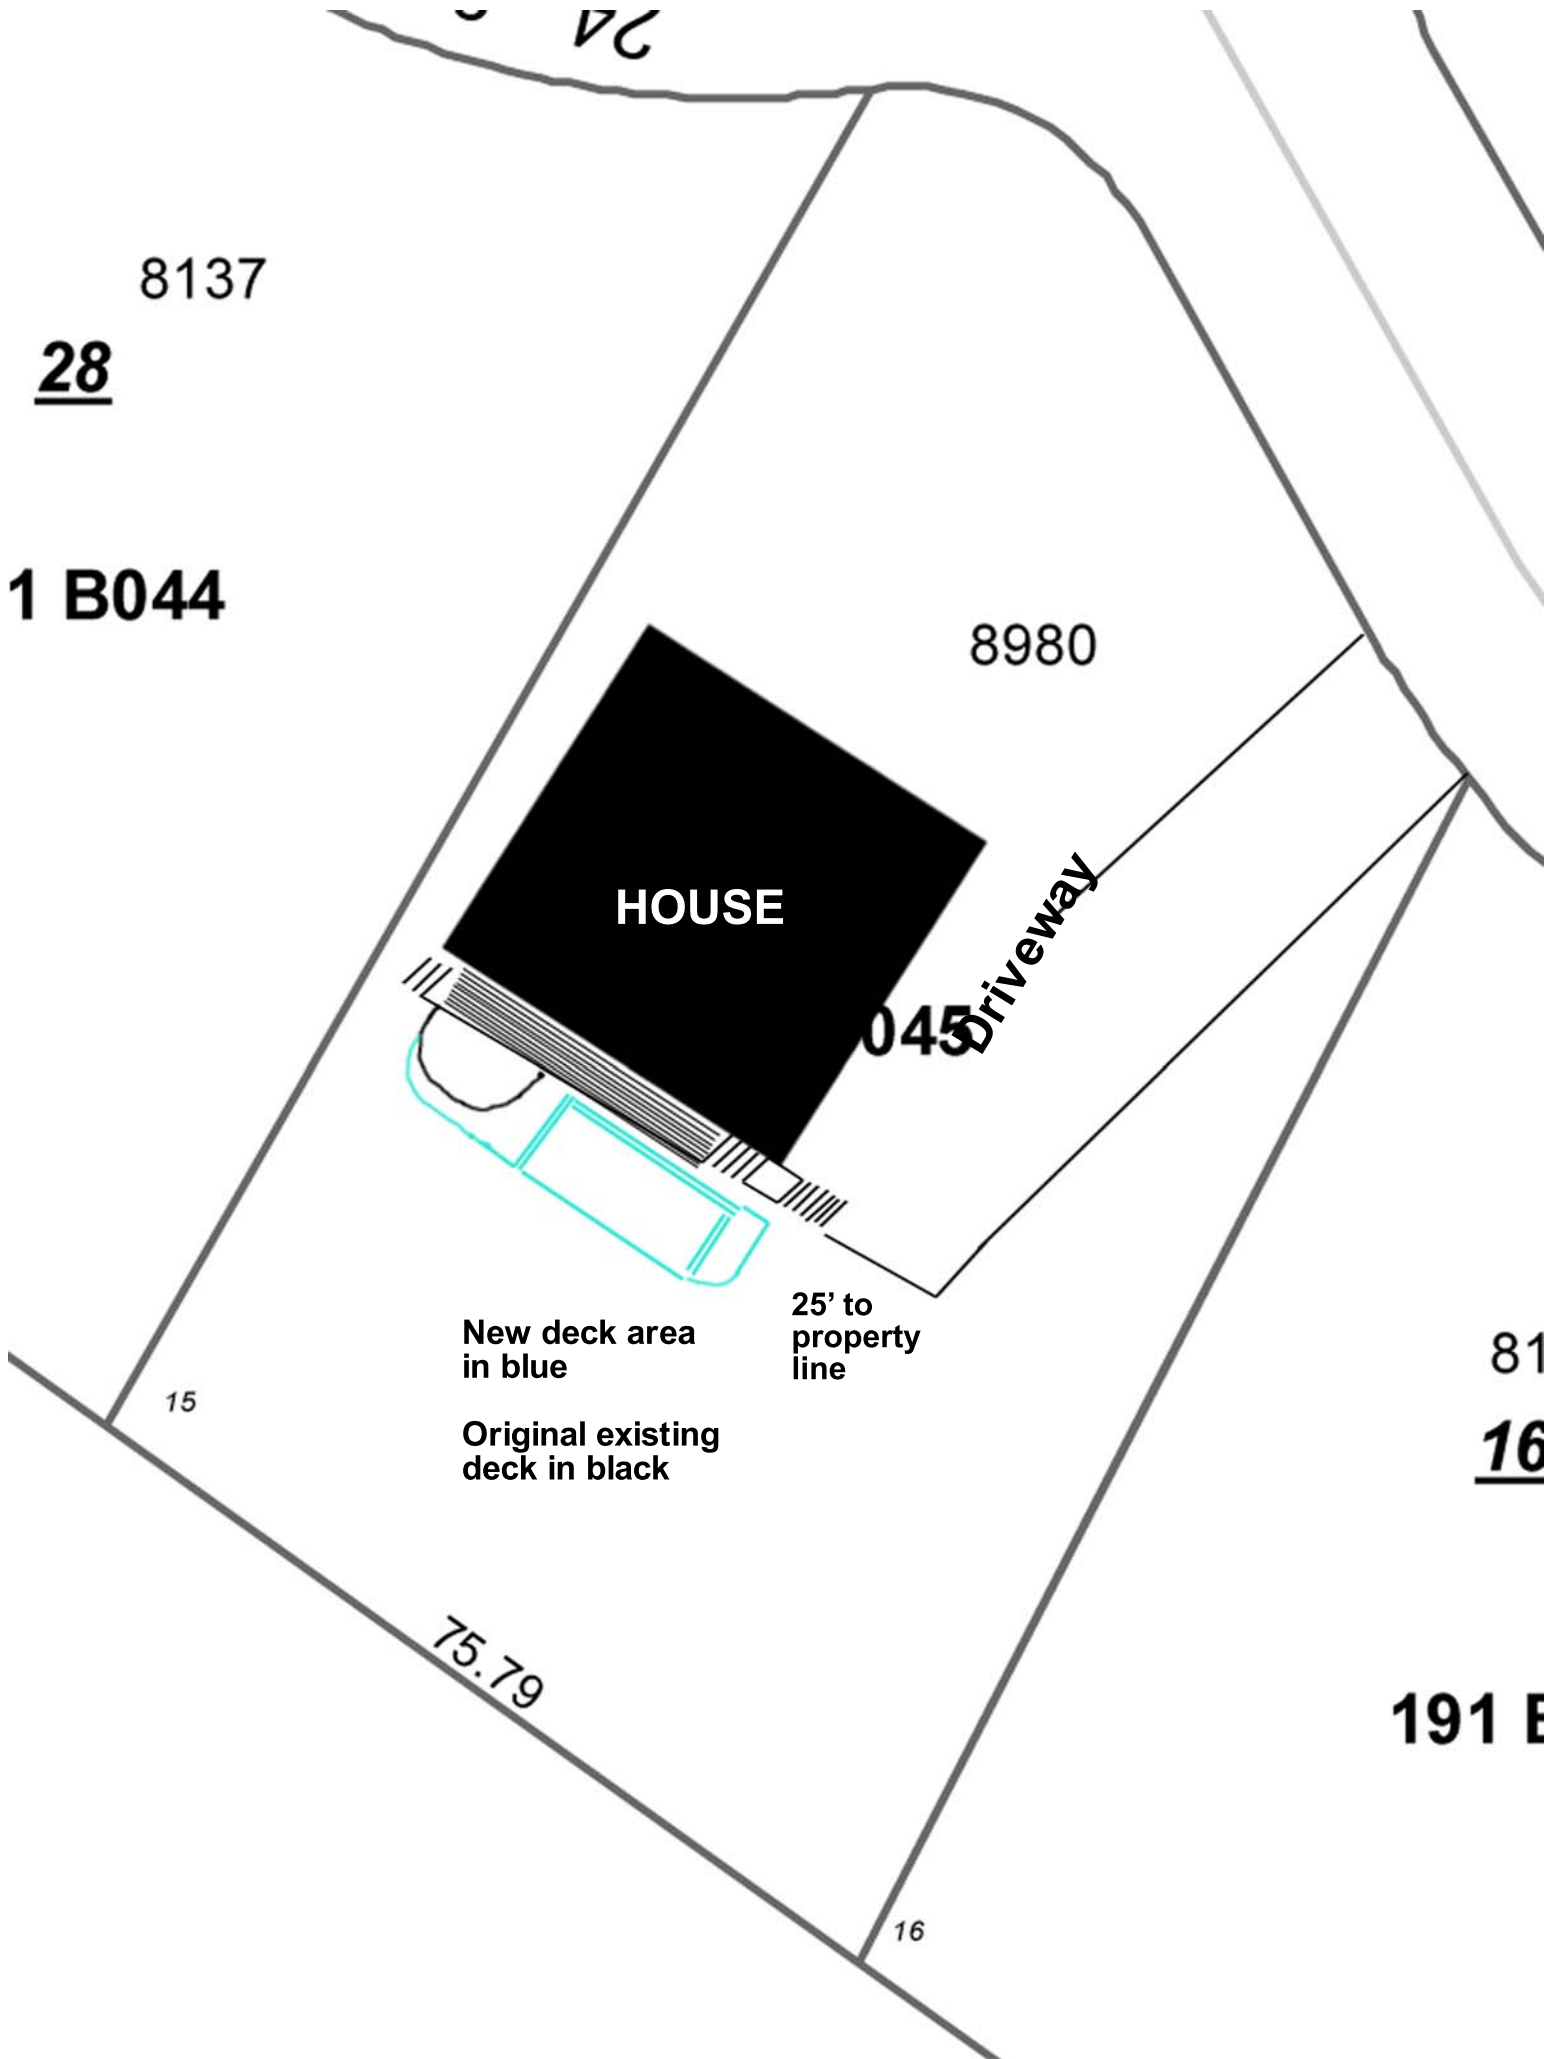 24
8137
28
1 B044
8980
HOUSE
Driveway
045
25’ to
property
line
New deck area
in blue
Original existing
deck in black
15
81
16
75.79
191
16